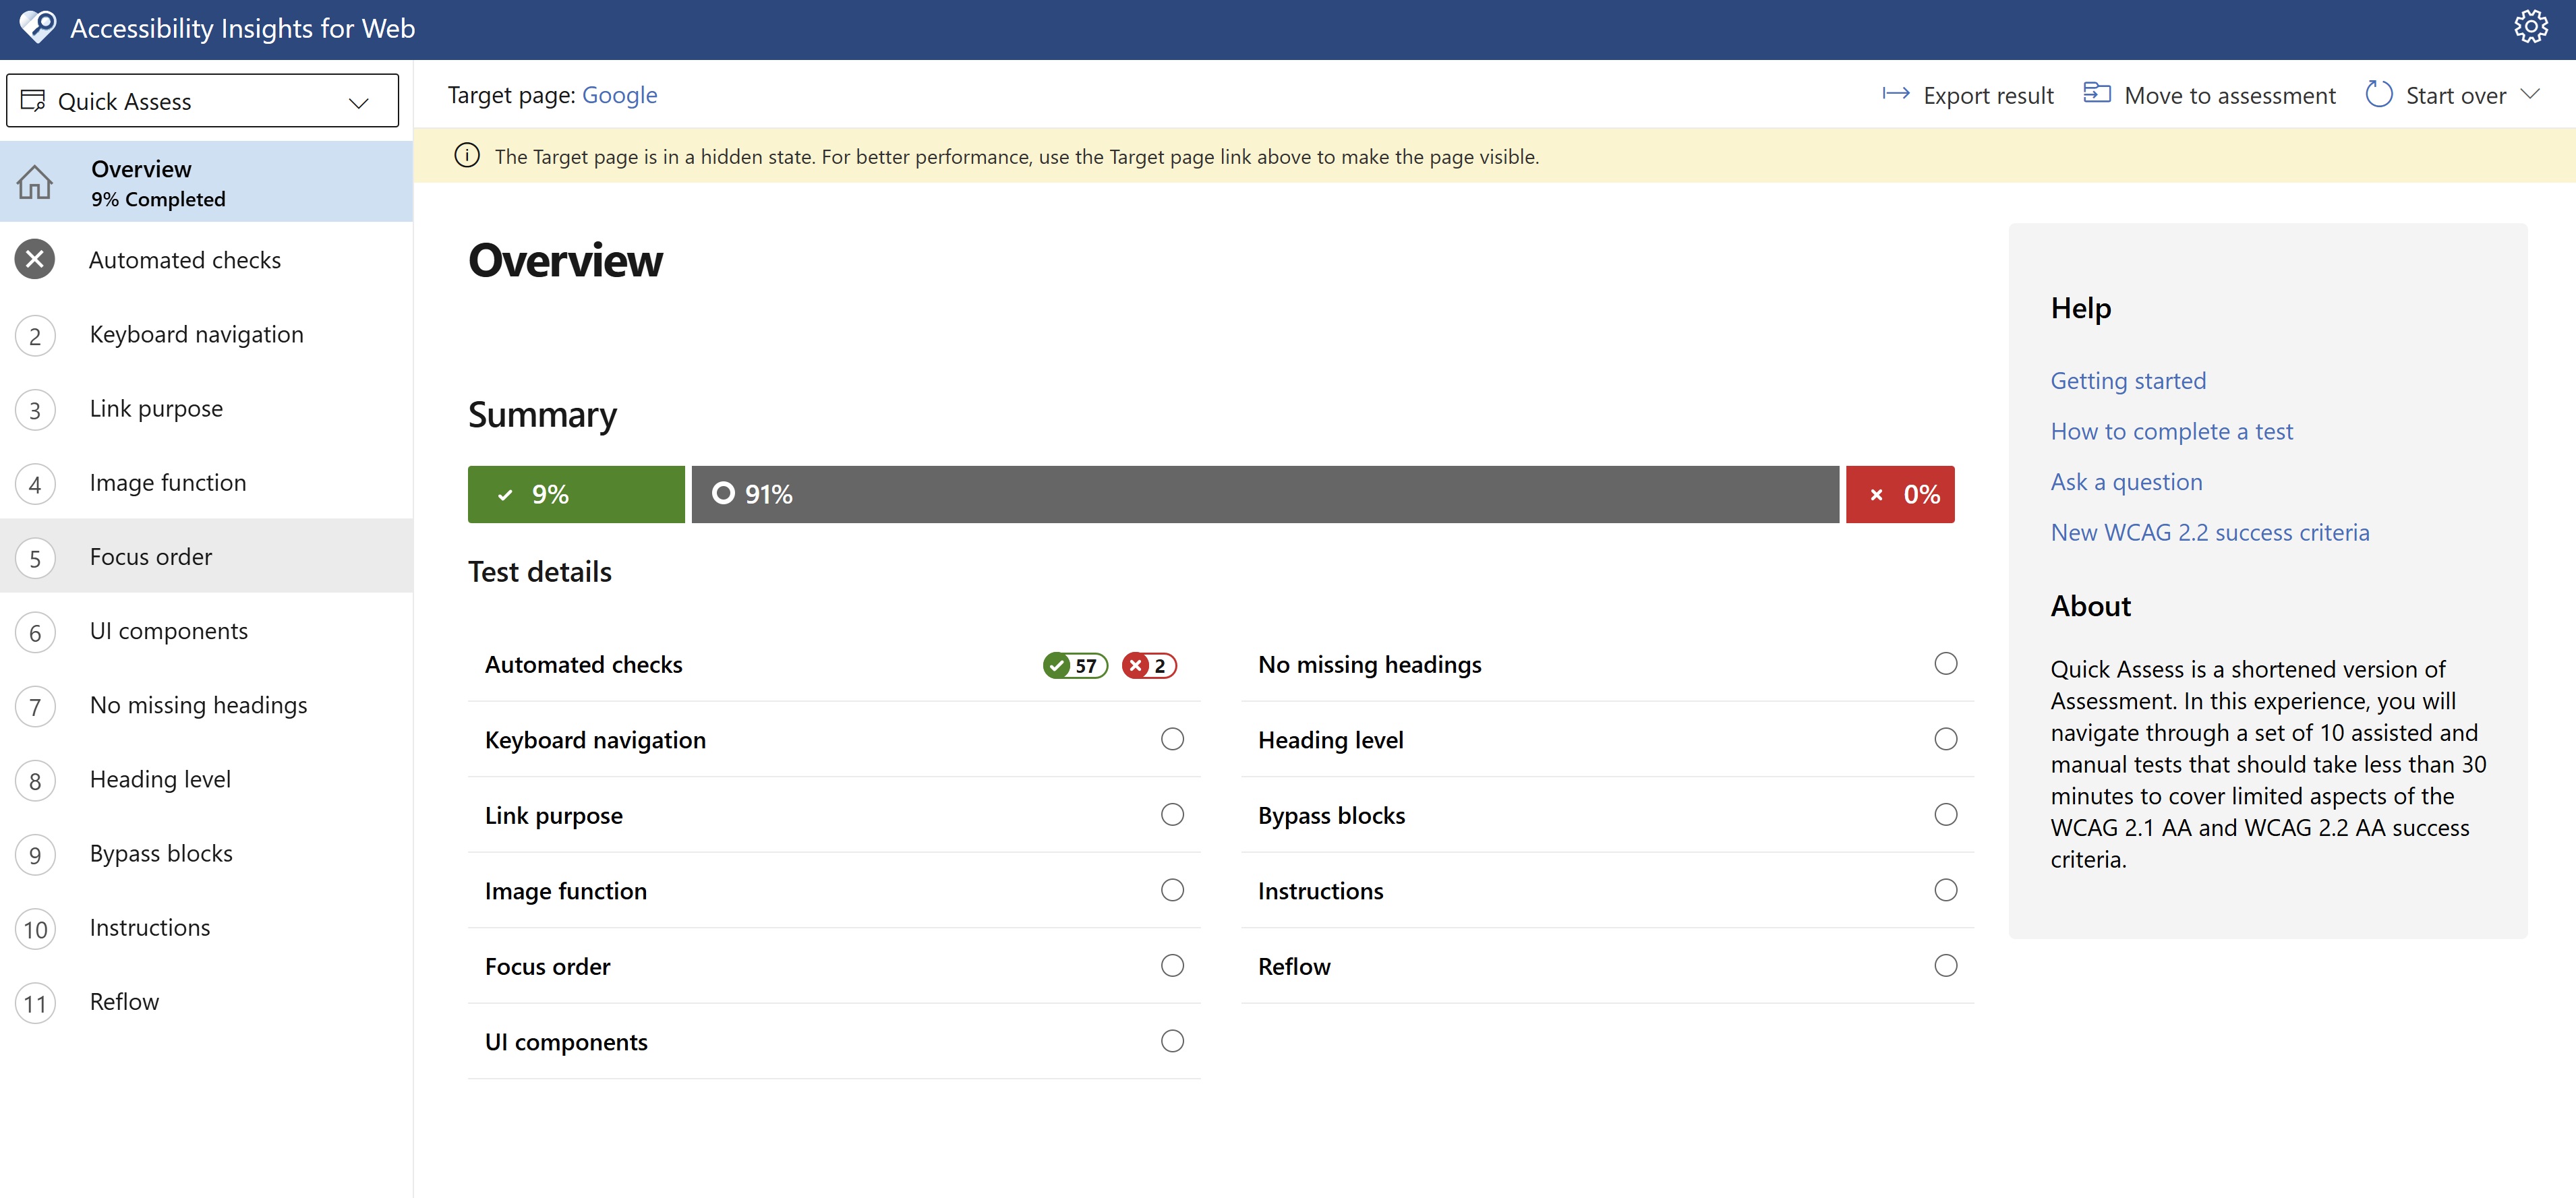 Accessibility Insights for Web
Quick Assess
Target page: Google
Export result
Move to assessment
Start over
The Target page is in a hidden state. For better performance, use the Target page link above to make the page visible.
Overview
9% Completed
Automated checks
2 Keyboard navigation
3 Link purpose
4 Image function
5 Focus order
6 UI components
7 No missing headings
8 Heading level
9 Bypass blocks
10 Instructions
11 Reflow
Overview
Summary
9%
91%
0%
Test details
Automated checks 57 2
Keyboard navigation
Link purpose
Image function
Focus order
UI components
No missing headings
Heading level
Bypass blocks
Instructions
Reflow
Help
Getting started
How to complete a test
Ask a question
New WCAG 2.2 success criteria
About
Quick Assess is a shortened version of
Assessment. In this experience, you will
navigate through a set of 10 assisted and
manual tests that should take less than 30
minutes to cover limited aspects of the
WCAG 2.1 AA and WCAG 2.2 AA success
criteria.